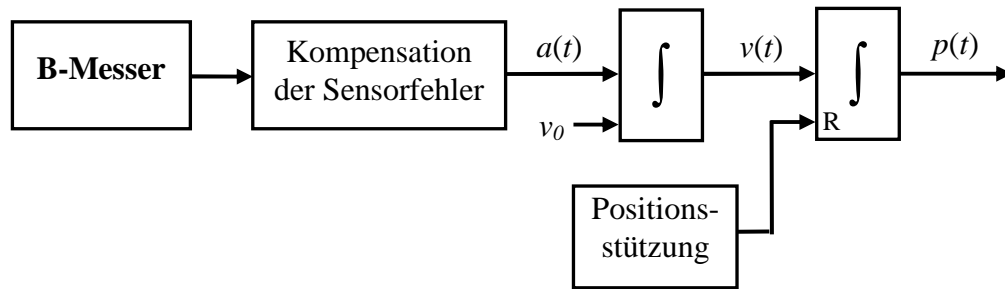 B-Messer
Kompensation
der Sensorfehler
a(t)
v₀
∫
v(t)
∫
R
p(t)
Positions-
stützung